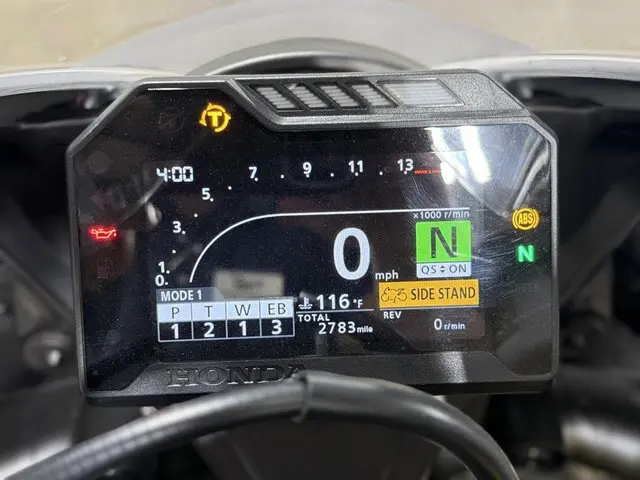 T
4:00
0. 1. 3. 5. 7. 9. 11. 13
×1000 r/min
ABS
0 mph
N
QS ON
N
MODE 1
P T W EB
1 2 1 3
116 °F
TOTAL
2783 mile
SIDE STAND
REV
0 r/min
HONDA